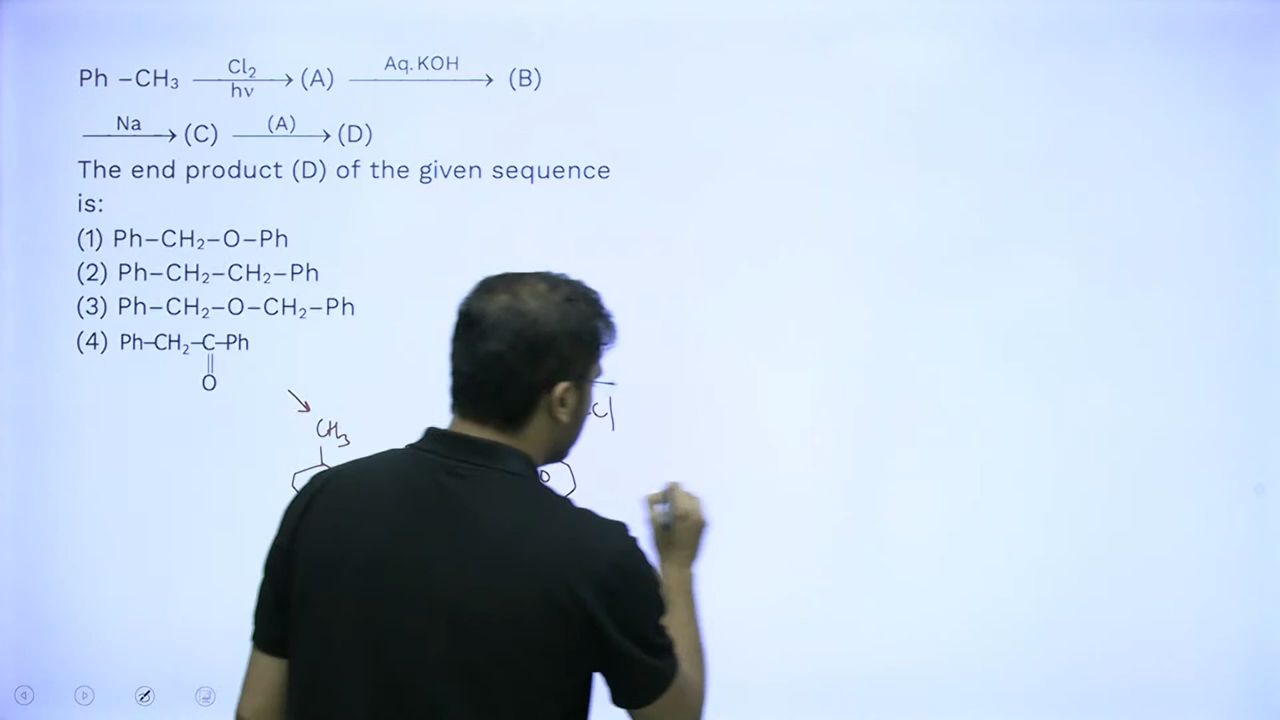 Ph –CH₃ —Cl₂/hν→ (A) —Aq. KOH→ (B)
—Na→ (C) —(A)→ (D)
The end product (D) of the given sequence
is:
(1) Ph–CH₂–O–Ph
(2) Ph–CH₂–CH₂–Ph
(3) Ph–CH₂–O–CH₂–Ph
(4) Ph–CH₂–C–Ph
O
Cl
CH₃